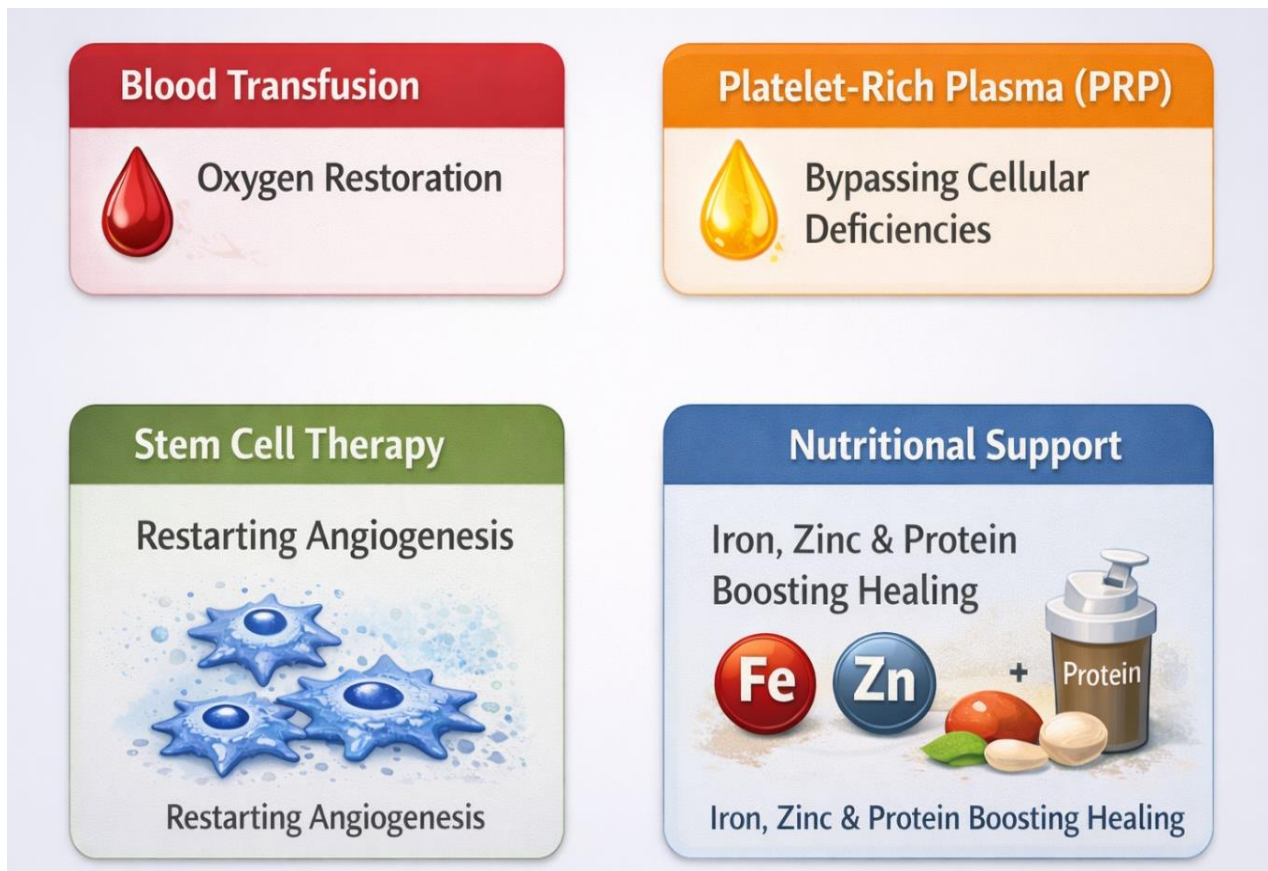 Blood Transfusion
Oxygen Restoration
Platelet-Rich Plasma (PRP)
Bypassing Cellular
Deficiencies
Stem Cell Therapy
Restarting Angiogenesis
Restarting Angiogenesis
Nutritional Support
Iron, Zinc & Protein
Boosting Healing
Fe Zn + Protein
Iron, Zinc & Protein Boosting Healing